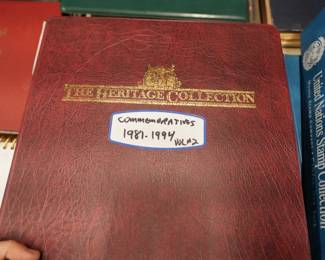 THE HERITAGE COLLECTION
COMMEMORATIVES
1981-1994 VOL#2
United Nations Stamp Collection